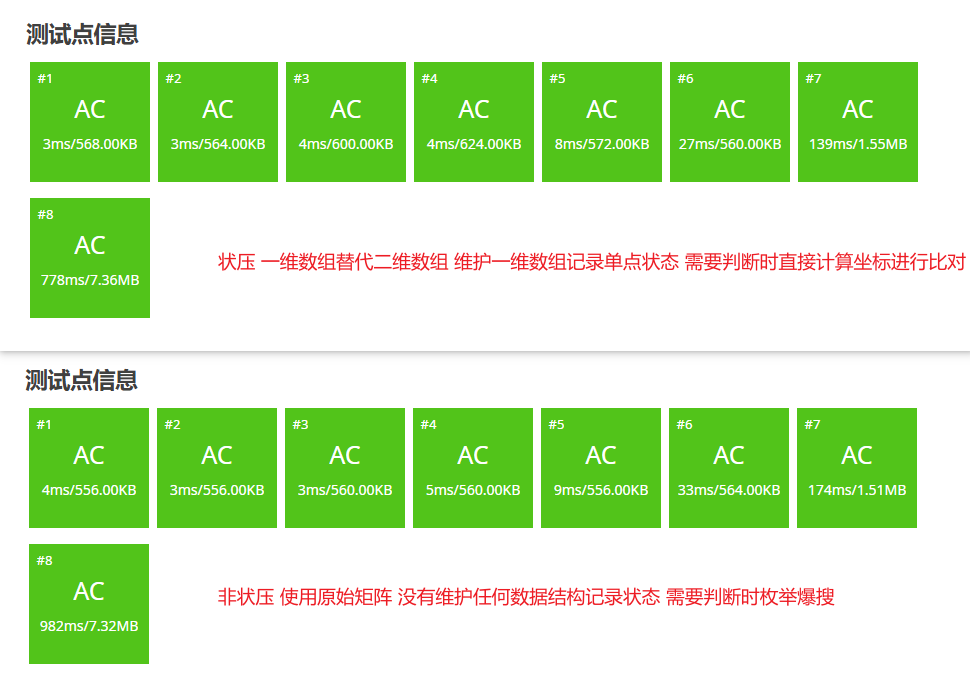 测试点信息
#1 #2 #3 #4 #5 #6 #7
AC AC AC AC AC AC AC
3ms/568.00KB 3ms/564.00KB 4ms/600.00KB 4ms/624.00KB 8ms/572.00KB 27ms/560.00KB 139ms/1.55MB
#8
AC
状压 一维数组替代二维数组 维护一维数组记录单点状态 需要判断时直接计算坐标进行比对
778ms/7.36MB
测试点信息
#1 #2 #3 #4 #5 #6 #7
AC AC AC AC AC AC AC
4ms/556.00KB 3ms/556.00KB 3ms/560.00KB 5ms/560.00KB 9ms/556.00KB 33ms/564.00KB 174ms/1.51MB
#8
AC
非状压 使用原始矩阵 没有维护任何数据结构记录状态 需要判断时枚举爆搜
982ms/7.32MB